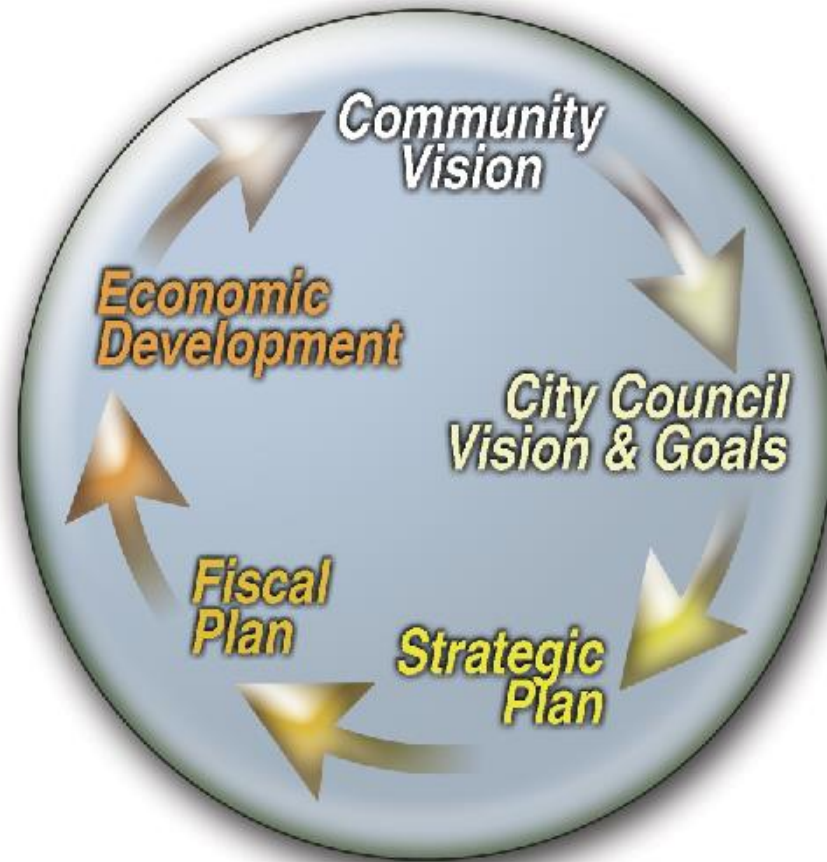 Community
Vision
City Council
Vision & Goals
Strategic
Plan
Fiscal
Plan
Economic
Development